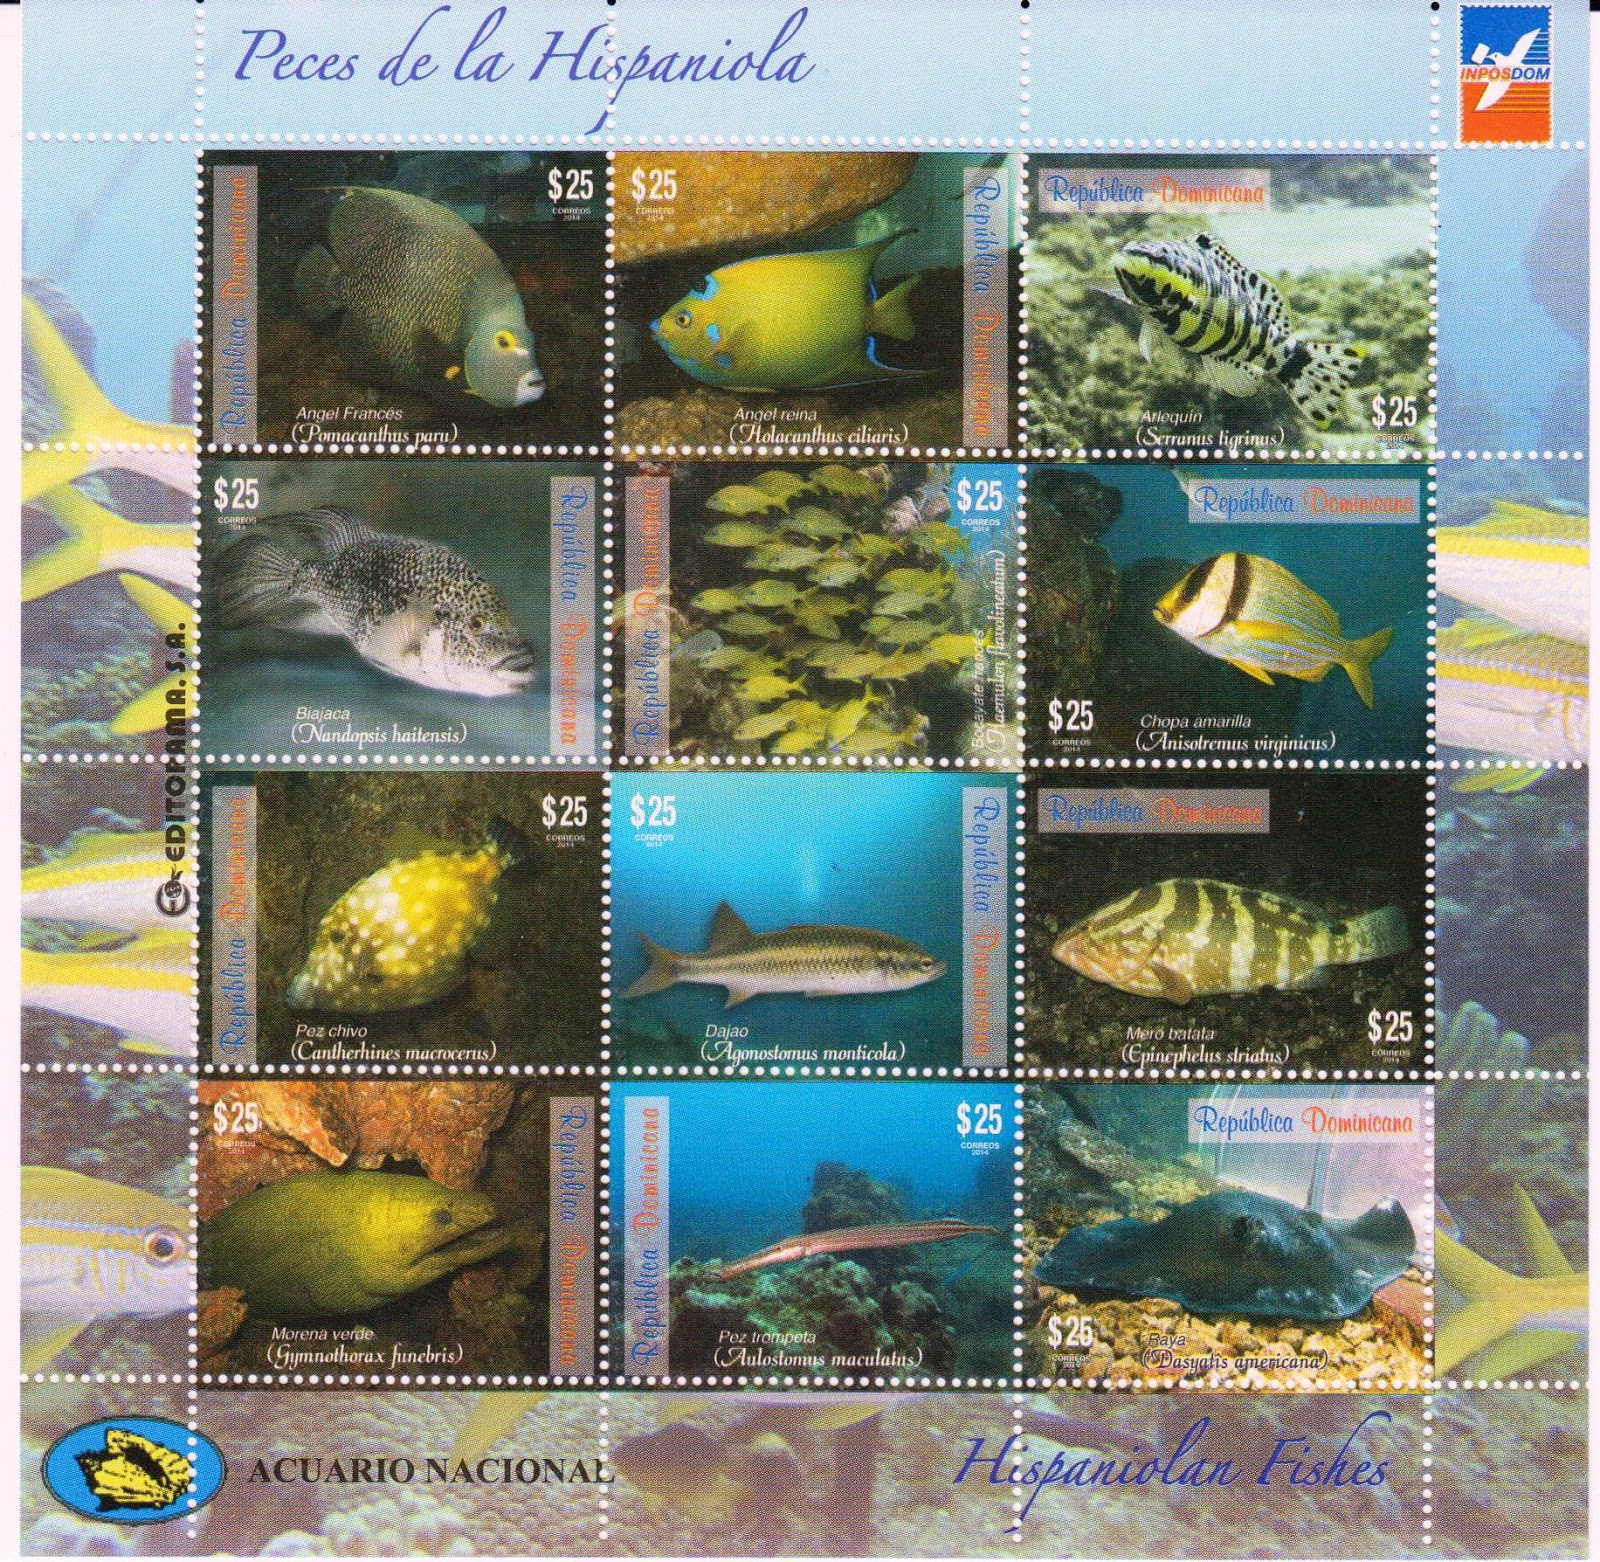 Peces de la Hispaniola
INPOSDOM
República Dominicana
$25
CORREOS
2014
Angel Francés
(Pomacanthus paru)
$25
CORREOS
2014
República Dominicana
Angel reina
(Holacanthus ciliaris)
República Dominicana
Arlequín
(Serranus tigrinus)
$25
CORREOS
$25
CORREOS
2014
República Dominicana
Biajaca
(Nandopsis haitensis)
República Dominicana
$25
CORREOS
2014
(Haemulon flavolineatum)
República Dominicana
$25
CORREOS
2014
Chopa amarilla
(Anisotremus virginicus)
EDITORAMA. S.A.
República Dominicana
$25
CORREOS
2014
Pez chivo
(Cantherhines macrocerus)
$25
CORREOS
2014
República Dominicana
Dajao
(Agonostomus monticola)
República Dominicana
Mero batata
(Epinephelus striatus)
$25
CORREOS
2014
$25
CORREOS
República Dominicana
Morena verde
(Gymnothorax funebris)
República Dominicana
$25
CORREOS
2014
Pez trompeta
(Aulostomus maculatus)
República Dominicana
$25
CORREOS
Raya
(Dasyatis americana)
ACUARIO NACIONAL
Hispaniolan Fishes